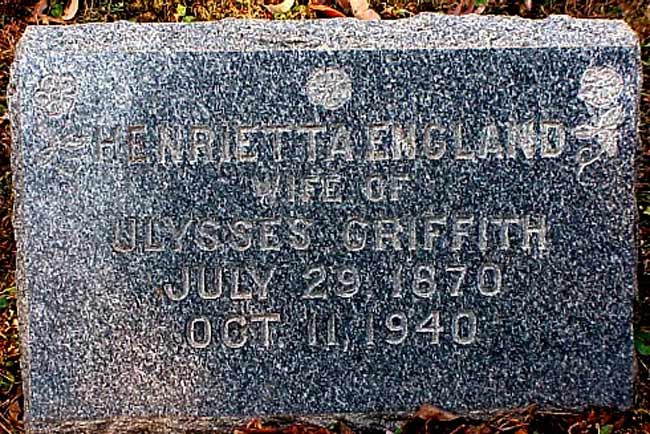 HENRIETTA ENGLAND
WIFE OF
ULYSSES GRIFFITH
JULY 29, 1870
OCT. 11, 1940